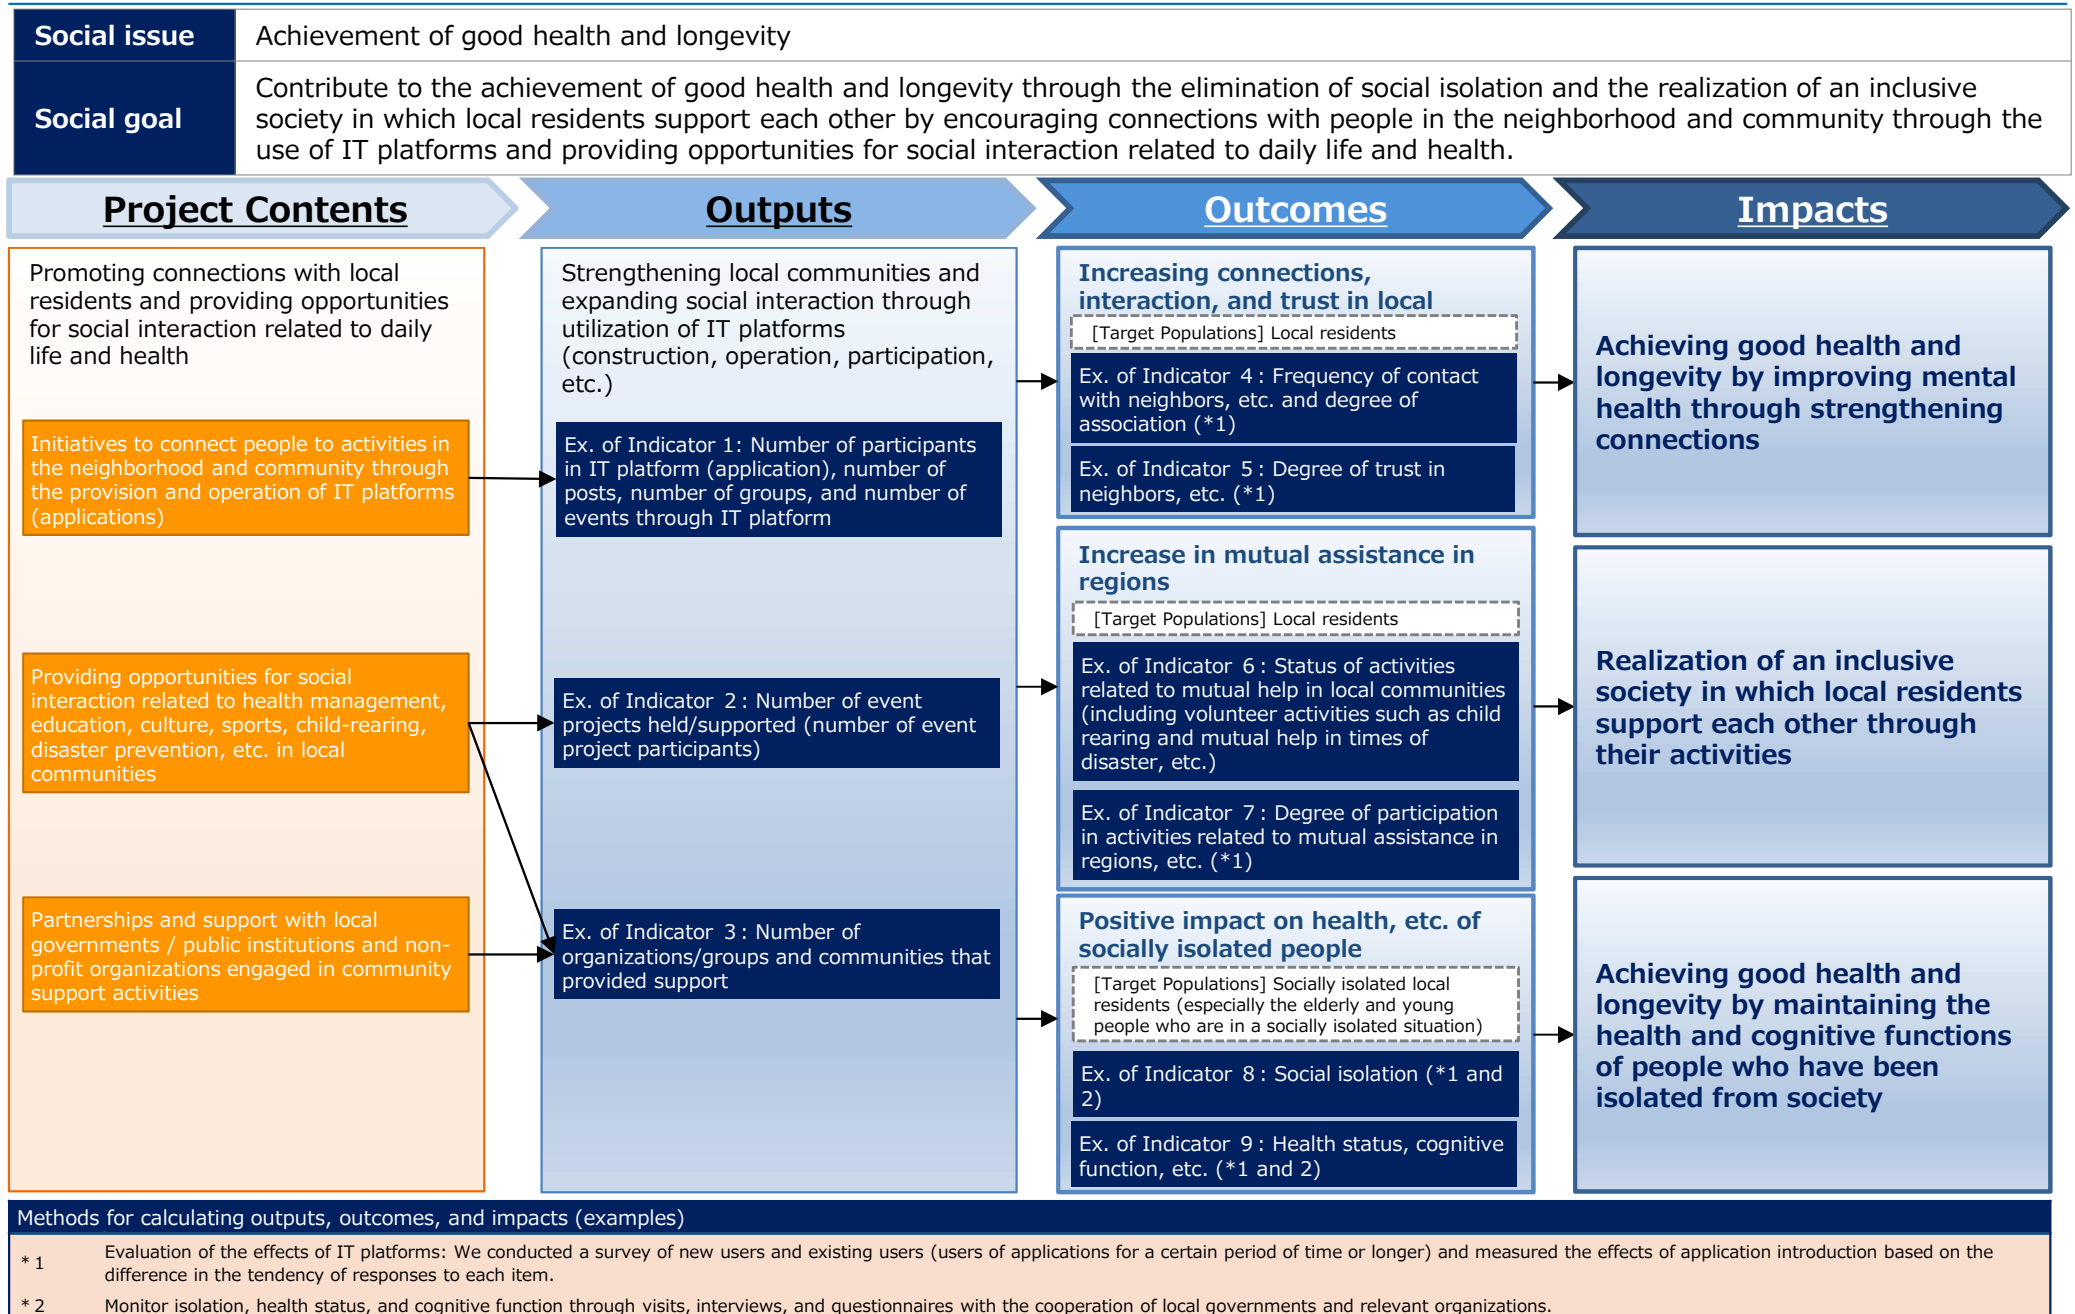 Social issue
Achievement of good health and longevity
Social goal
Contribute to the achievement of good health and longevity through the elimination of social isolation and the realization of an inclusive
society in which local residents support each other by encouraging connections with people in the neighborhood and community through the
use of IT platforms and providing opportunities for social interaction related to daily life and health.
Project Contents
Outputs
Outcomes
Impacts
Promoting connections with local
residents and providing opportunities
for social interaction related to daily
life and health
Initiatives to connect people to activities in
the neighborhood and community through
the provision and operation of IT platforms
(applications)
Providing opportunities for social
interaction related to health management,
education, culture, sports, child-rearing,
disaster prevention, etc. in local
communities
Partnerships and support with local
governments / public institutions and non-
profit organizations engaged in community
support activities
Strengthening local communities and
expanding social interaction through
utilization of IT platforms
(construction, operation, participation,
etc.)
Ex. of Indicator 1: Number of participants
in IT platform (application), number of
posts, number of groups, and number of
events through IT platform
Ex. of Indicator 2 : Number of event
projects held/supported (number of event
project participants)
Ex. of Indicator 3 : Number of
organizations/groups and communities that
provided support
Increasing connections,
interaction, and trust in local
[Target Populations] Local residents
Ex. of Indicator 4 : Frequency of contact
with neighbors, etc. and degree of
association (*1)
Ex. of Indicator 5 : Degree of trust in
neighbors, etc. (*1)
Increase in mutual assistance in
regions
[Target Populations] Local residents
Ex. of Indicator 6 : Status of activities
related to mutual help in local communities
(including volunteer activities such as child
rearing and mutual help in times of
disaster, etc.)
Ex. of Indicator 7 : Degree of participation
in activities related to mutual assistance in
regions, etc. (*1)
Positive impact on health, etc. of
socially isolated people
[Target Populations] Socially isolated local
residents (especially the elderly and young
people who are in a socially isolated situation)
Ex. of Indicator 8 : Social isolation (*1 and
2)
Ex. of Indicator 9 : Health status, cognitive
function, etc. (*1 and 2)
Achieving good health and
longevity by improving mental
health through strengthening
connections
Realization of an inclusive
society in which local residents
support each other through
their activities
Achieving good health and
longevity by maintaining the
health and cognitive functions
of people who have been
isolated from society
Methods for calculating outputs, outcomes, and impacts (examples)
* 1 Evaluation of the effects of IT platforms: We conducted a survey of new users and existing users (users of applications for a certain period of time or longer) and measured the effects of application introduction based on the
difference in the tendency of responses to each item.
* 2 Monitor isolation, health status, and cognitive function through visits, interviews, and questionnaires with the cooperation of local governments and relevant organizations.